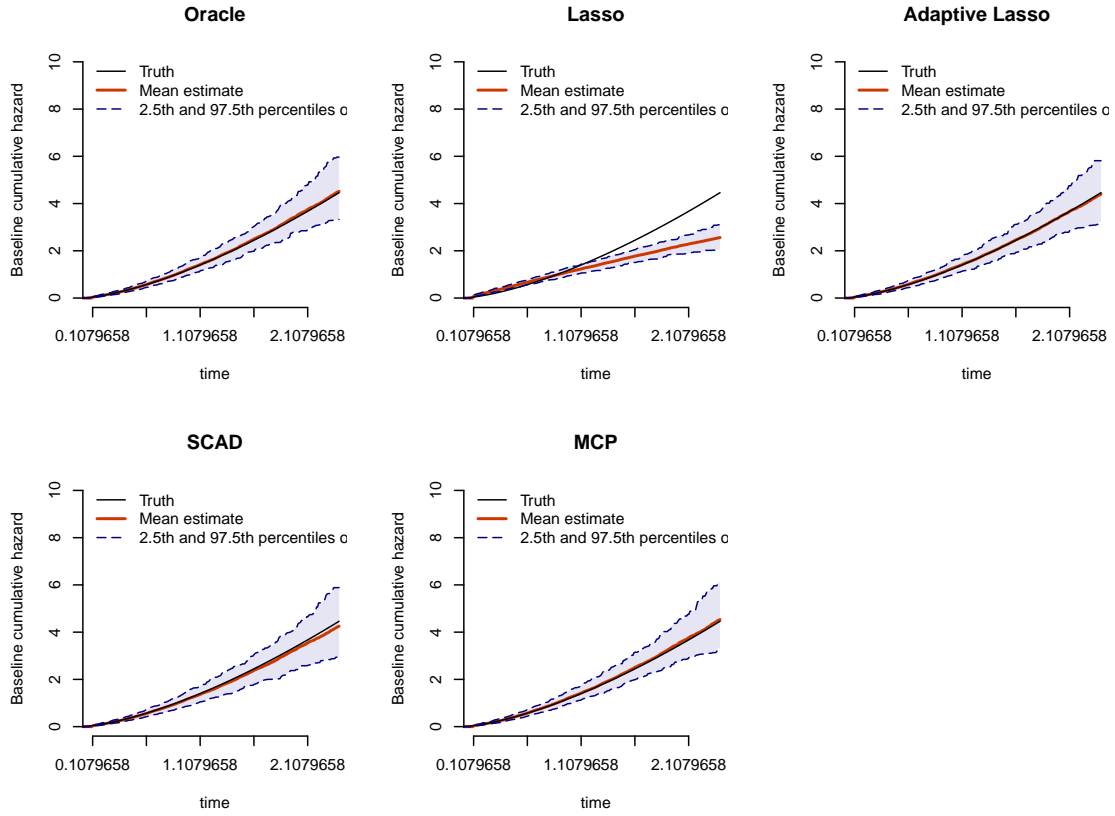 Oracle
Baseline cumulative hazard
0 2 4 6 8 10
Truth
Mean estimate
2.5th and 97.5th percentiles o
0.1079658 1.1079658 2.1079658
time
Lasso
Baseline cumulative hazard
0 2 4 6 8 10
Truth
Mean estimate
2.5th and 97.5th percentiles o
0.1079658 1.1079658 2.1079658
time
Adaptive Lasso
Baseline cumulative hazard
0 2 4 6 8 10
Truth
Mean estimate
2.5th and 97.5th percentiles o
0.1079658 1.1079658 2.1079658
time
SCAD
Baseline cumulative hazard
0 2 4 6 8 10
Truth
Mean estimate
2.5th and 97.5th percentiles o
0.1079658 1.1079658 2.1079658
time
MCP
Baseline cumulative hazard
0 2 4 6 8 10
Truth
Mean estimate
2.5th and 97.5th percentiles o
0.1079658 1.1079658 2.1079658
time